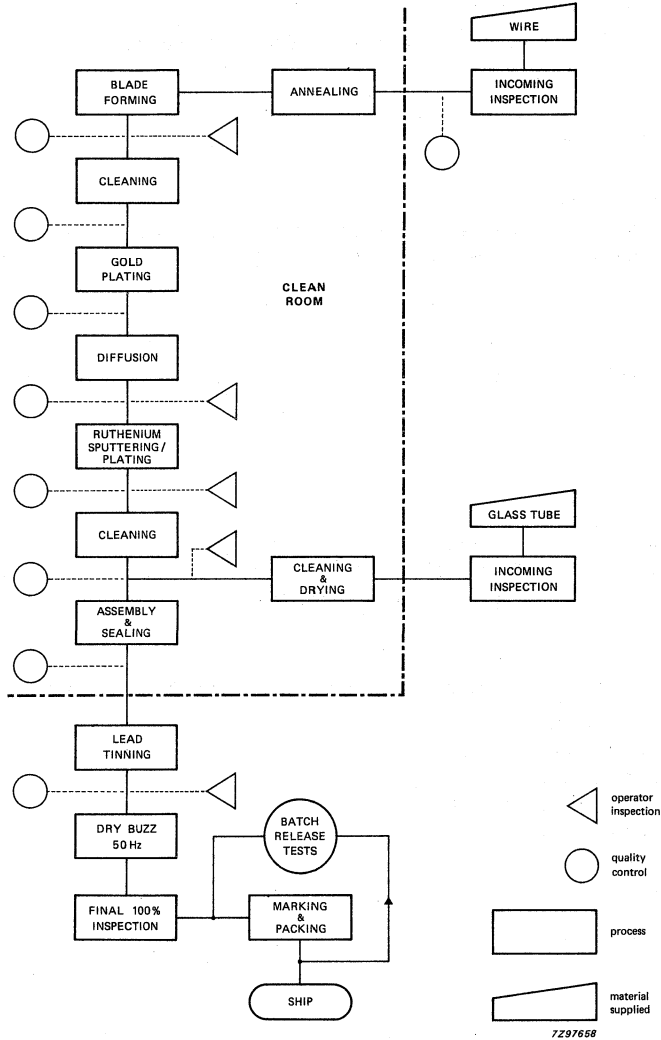 WIRE
BLADE
FORMING
ANNEALING
INCOMING
INSPECTION
CLEANING
GOLD
PLATING
CLEAN
ROOM
DIFFUSION
RUTHENIUM
SPUTTERING /
PLATING
CLEANING
GLASS TUBE
CLEANING
&
DRYING
INCOMING
INSPECTION
ASSEMBLY
&
SEALING
LEAD
TINNING
DRY BUZZ
50 Hz
BATCH
RELEASE
TESTS
FINAL 100%
INSPECTION
MARKING
&
PACKING
SHIP
operator
inspection
quality
control
process
material
supplied
7Z97658